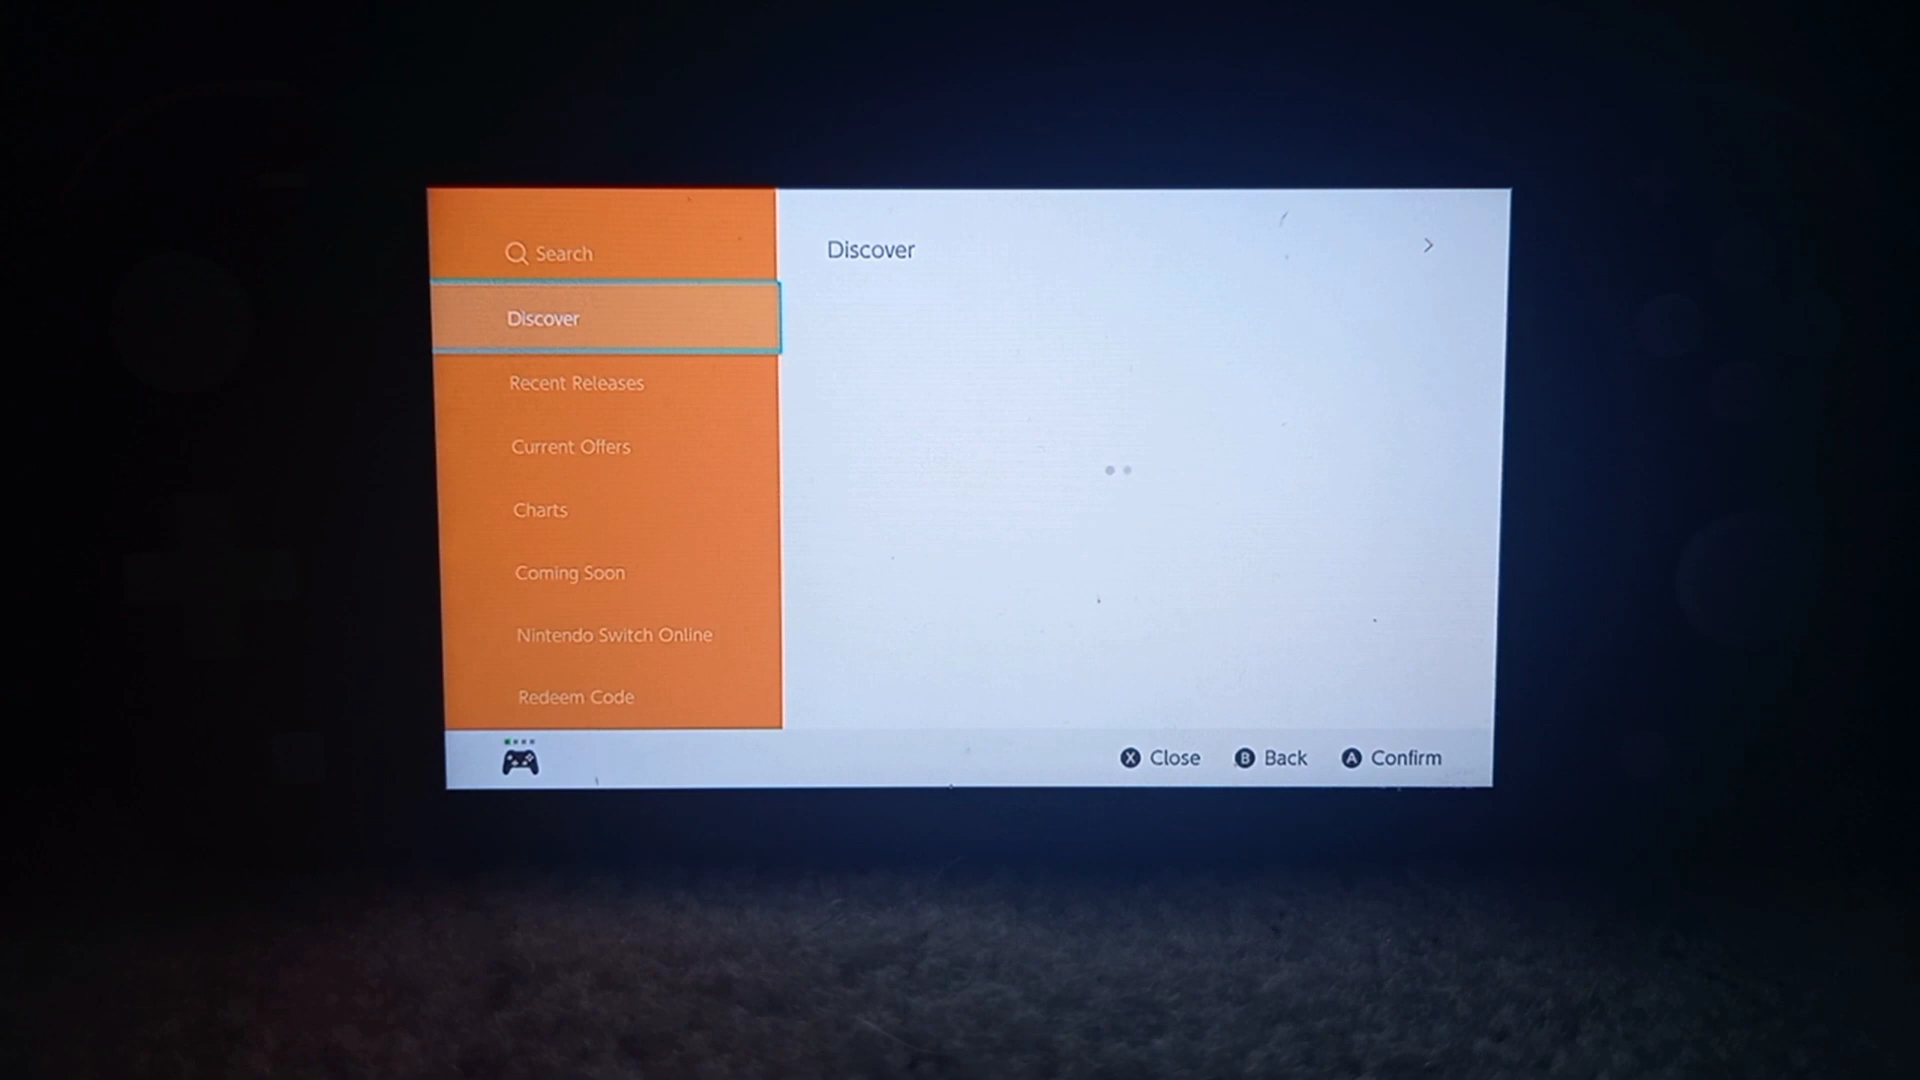 Search
Discover
Recent Releases
Current Offers
Charts
Coming Soon
Nintendo Switch Online
Redeem Code
Discover
X Close
B Back
A Confirm